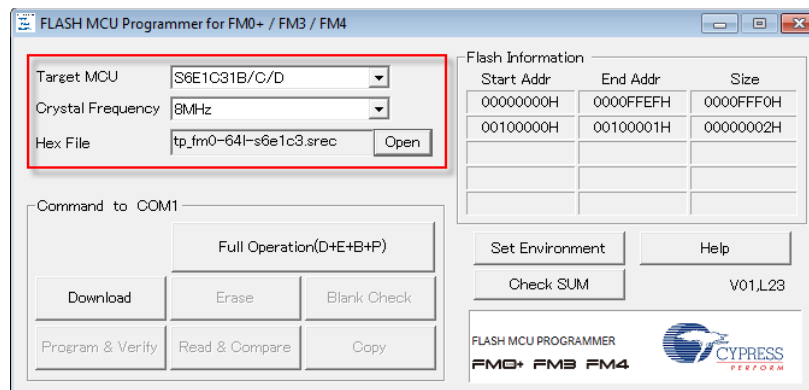 FLASH MCU Programmer for FM0+ / FM3 / FM4
Target MCU S6E1C31B/C/D
Crystal Frequency 8MHz
Hex File tp_fm0-64l-s6e1c3.srec Open
Flash Information
Start Addr End Addr Size
00000000H 0000FFEFH 0000FFF0H
00100000H 00100001H 00000002H
Command to COM1
Full Operation(D+E+B+P)
Download Erase Blank Check
Program & Verify Read & Compare Copy
Set Environment Help
Check SUM V01,L23
FLASH MCU PROGRAMMER
FM0+ FM3 FM4
CYPRESS
PERFORM